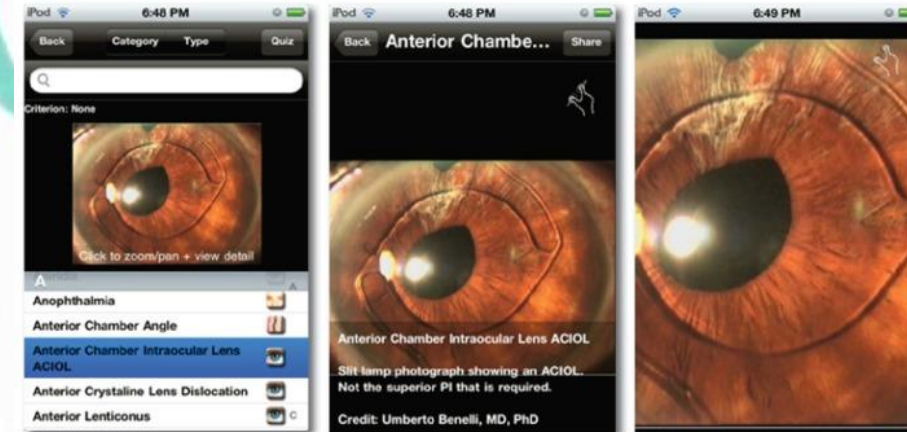 iPod 6:48 PM
Back Category Type Quiz
Criterion: None
Click to zoom/pan + view detail
A
Anophthalmia
Anterior Chamber Angle
Anterior Chamber Intraocular Lens
ACIOL
Anterior Crystaline Lens Dislocation
Anterior Lenticonus
A
C
iPod 6:48 PM
Back Anterior Chambe... Share
Anterior Chamber Intraocular Lens ACIOL
Slit lamp photograph showing an ACIOL.
Not the superior PI that is required.
Credit: Umberto Benelli, MD, PhD
iPod 6:49 PM